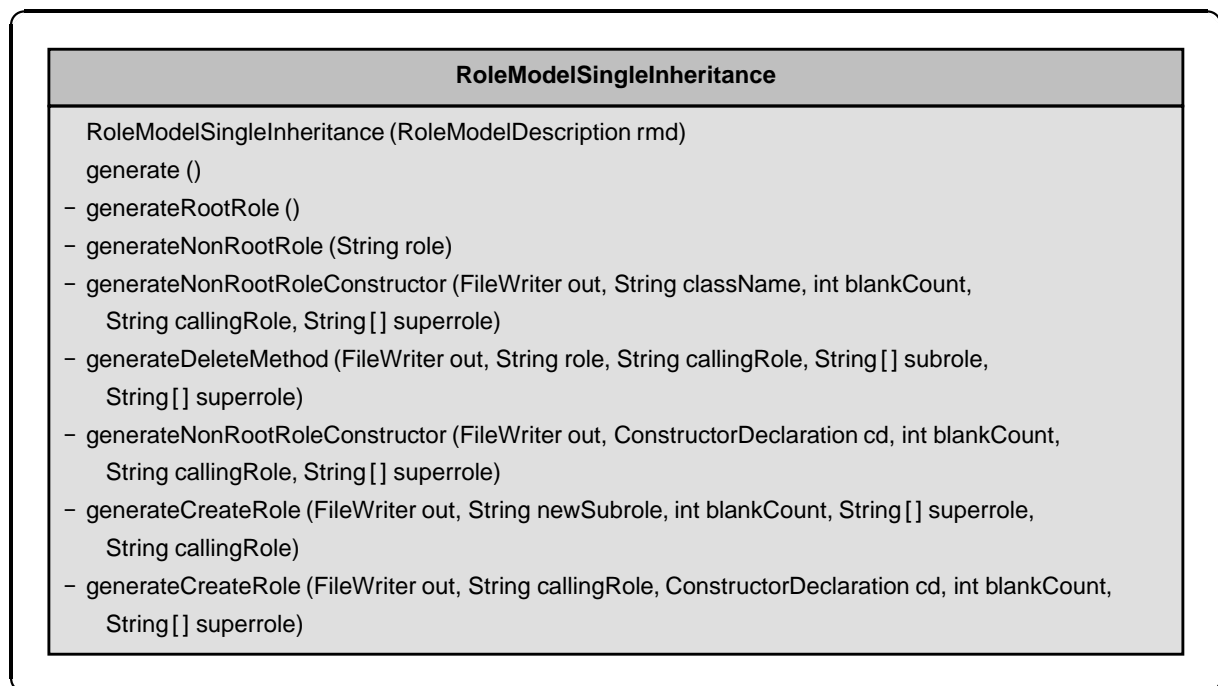 RoleModelSingleInheritance
RoleModelSingleInheritance (RoleModelDescription rmd)
generate ()
– generateRootRole ()
– generateNonRootRole (String role)
– generateNonRootRoleConstructor (FileWriter out, String className, int blankCount,
String callingRole, String[] superrole)
– generateDeleteMethod (FileWriter out, String role, String callingRole, String[] subrole,
String[] superrole)
– generateNonRootRoleConstructor (FileWriter out, ConstructorDeclaration cd, int blankCount,
String callingRole, String[] superrole)
– generateCreateRole (FileWriter out, String newSubrole, int blankCount, String[] superrole,
String callingRole)
– generateCreateRole (FileWriter out, String callingRole, ConstructorDeclaration cd, int blankCount,
String[] superrole)